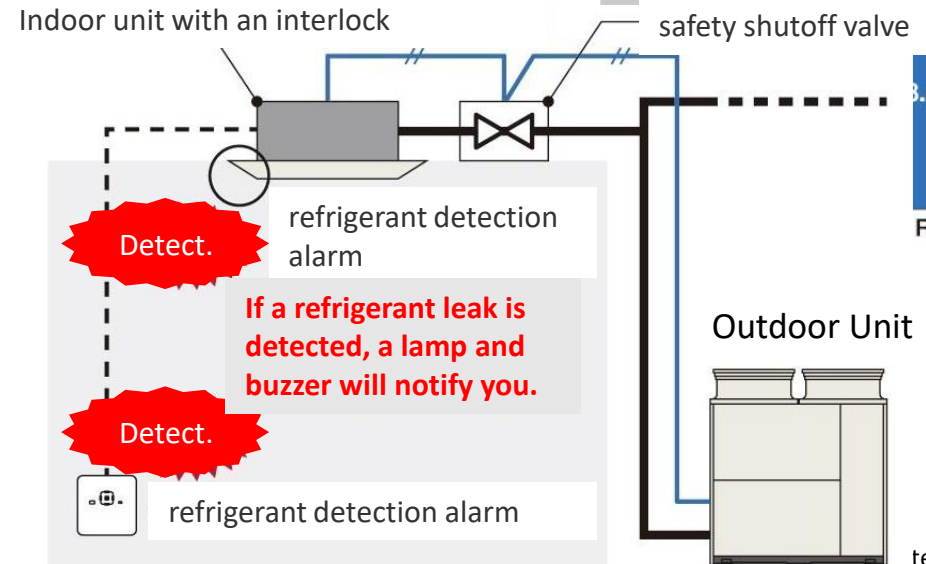 Indoor unit with an interlock
safety shutoff valve
Detect.
refrigerant detection
alarm
If a refrigerant leak is
detected, a lamp and
buzzer will notify you.
Outdoor Unit
Detect.
refrigerant detection alarm